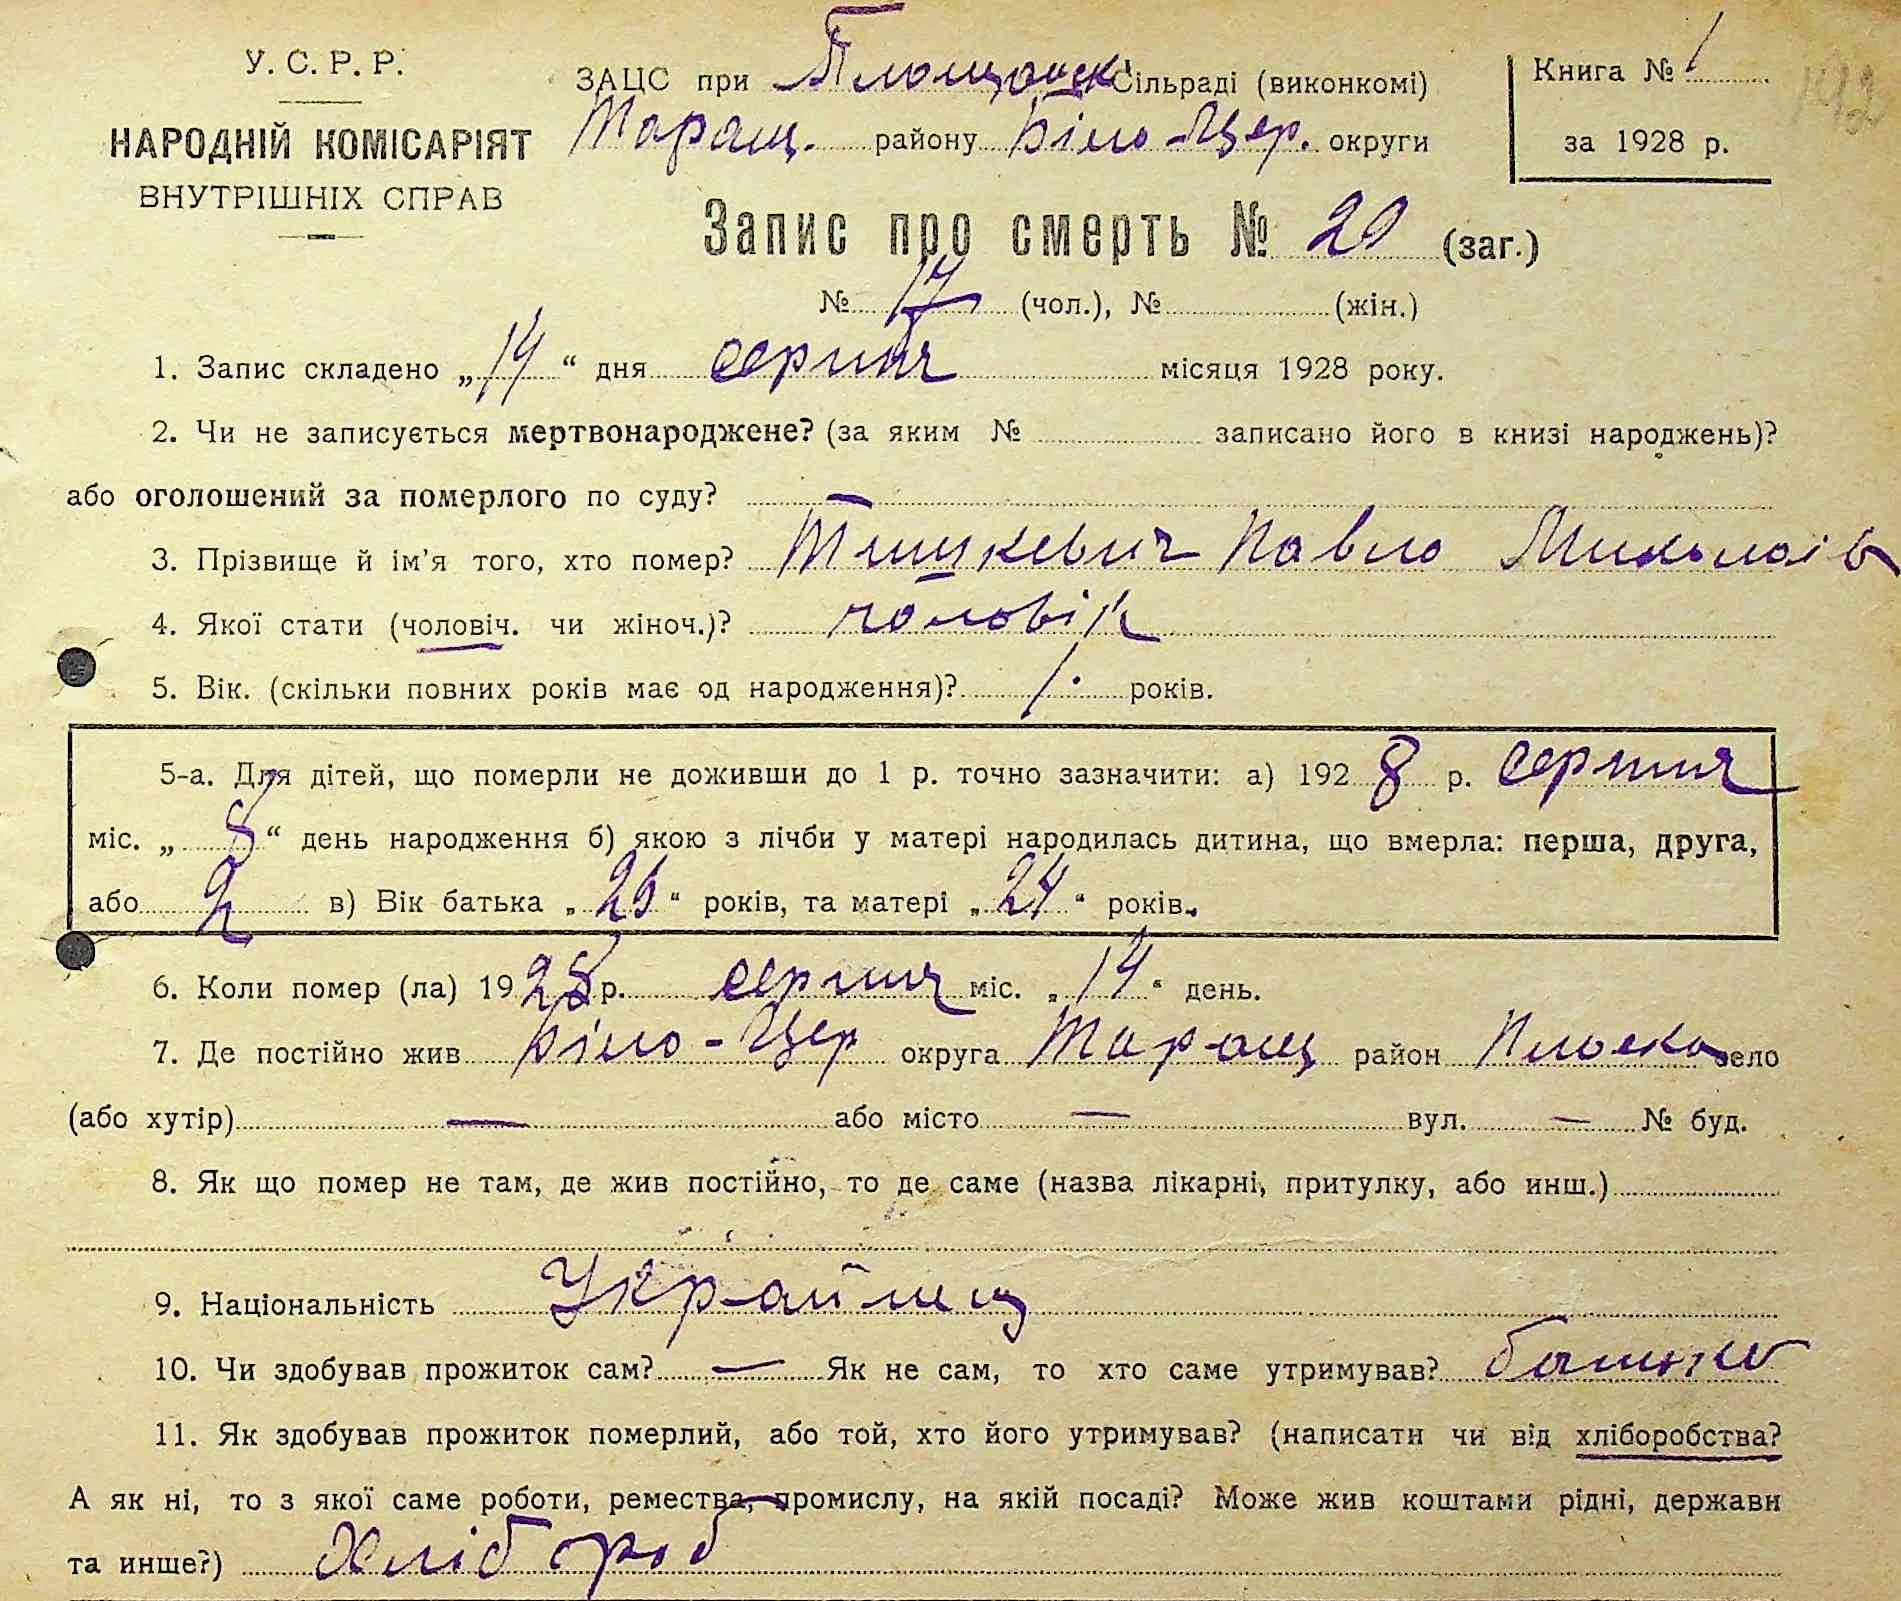 У. С. Р. Р.
НАРОДНІЙ КОМІСАРІЯТ
ВНУТРІШНІХ СПРАВ
ЗАЦС при Площанск Сільраді (виконкомі)
Таращ. району Біло-Цер. округи
Книга № 1
за 1928 р.
142
Запис про смерть № 20 (заг.)
№ 17 (чол.), № (жін.)
1. Запис складено „14“ дня серпня місяця 1928 року.
2. Чи не записується мертвонароджене? (за яким № записано його в книзі народжень)?
або оголошений за померлого по суду? —
3. Прізвище й ім'я того, хто помер? Тишкевич Павло Миколаїв
4. Якої стати (чоловіч. чи жіноч.)? чоловік
5. Вік. (скільки повних років має од народження)? /. років.
5-а. Для дітей, що померли не доживши до 1 р. точно зазначити: а) 1928 р. серпня
міс. „8“ день народження б) якою з лічби у матері народилась дитина, що вмерла: перша, друга,
або 2 в) Вік батька „26“ років, та матері „24“ років.
6. Коли помер (ла) 1928 р. серпня міс. „14“ день.
7. Де постійно жив Біло-Цер округа Таращ район Плоска село
(або хутір) — або місто — вул. — № буд.
8. Як що помер не там, де жив постійно, то де саме (назва лікарні, притулку, або инш.)
9. Національність Українец
10. Чи здобував прожиток сам? — Як не сам, то хто саме утримував? батько
11. Як здобував прожиток померлий, або той, хто його утримував? (написати чи від хліборобства?
А як ні, то з якої саме роботи, ремества, промислу, на якій посаді? Може жив коштами рідні, держави
та инше?) Хлібороб